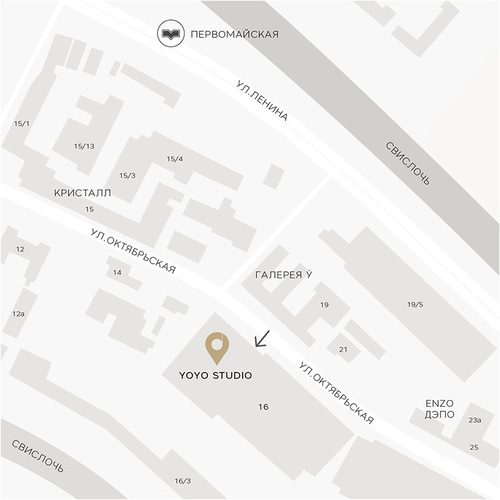 ПЕРВОМАЙСКАЯ
УЛ.ЛЕНИНА
СВИСЛОЧЬ
15/1
15/13
15/4
15/3
КРИСТАЛЛ
15
УЛ.ОКТЯБРЬСКАЯ
12
14
ГАЛЕРЕЯ Ў
19
19/5
12а
21
YOYO STUDIO
УЛ.ОКТЯБРЬСКАЯ
16
ENZO
ДЭПО
23а
25
СВИСЛОЧЬ
16/3